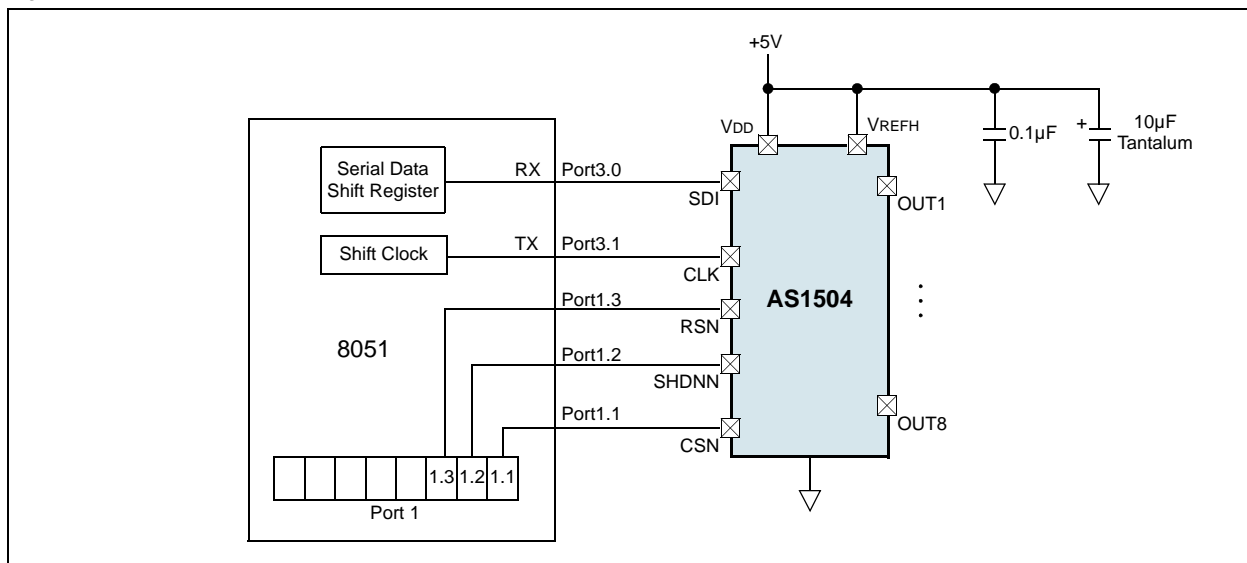 +5V
VDD
VREFH
0.1µF
+
10µF
Tantalum
Serial Data
Shift Register
RX
Port3.0
SDI
OUT1
Shift Clock
TX
Port3.1
CLK
AS1504
Port1.3
RSN
8051
Port1.2
SHDNN
Port1.1
CSN
OUT8
1.3 1.2 1.1
Port 1